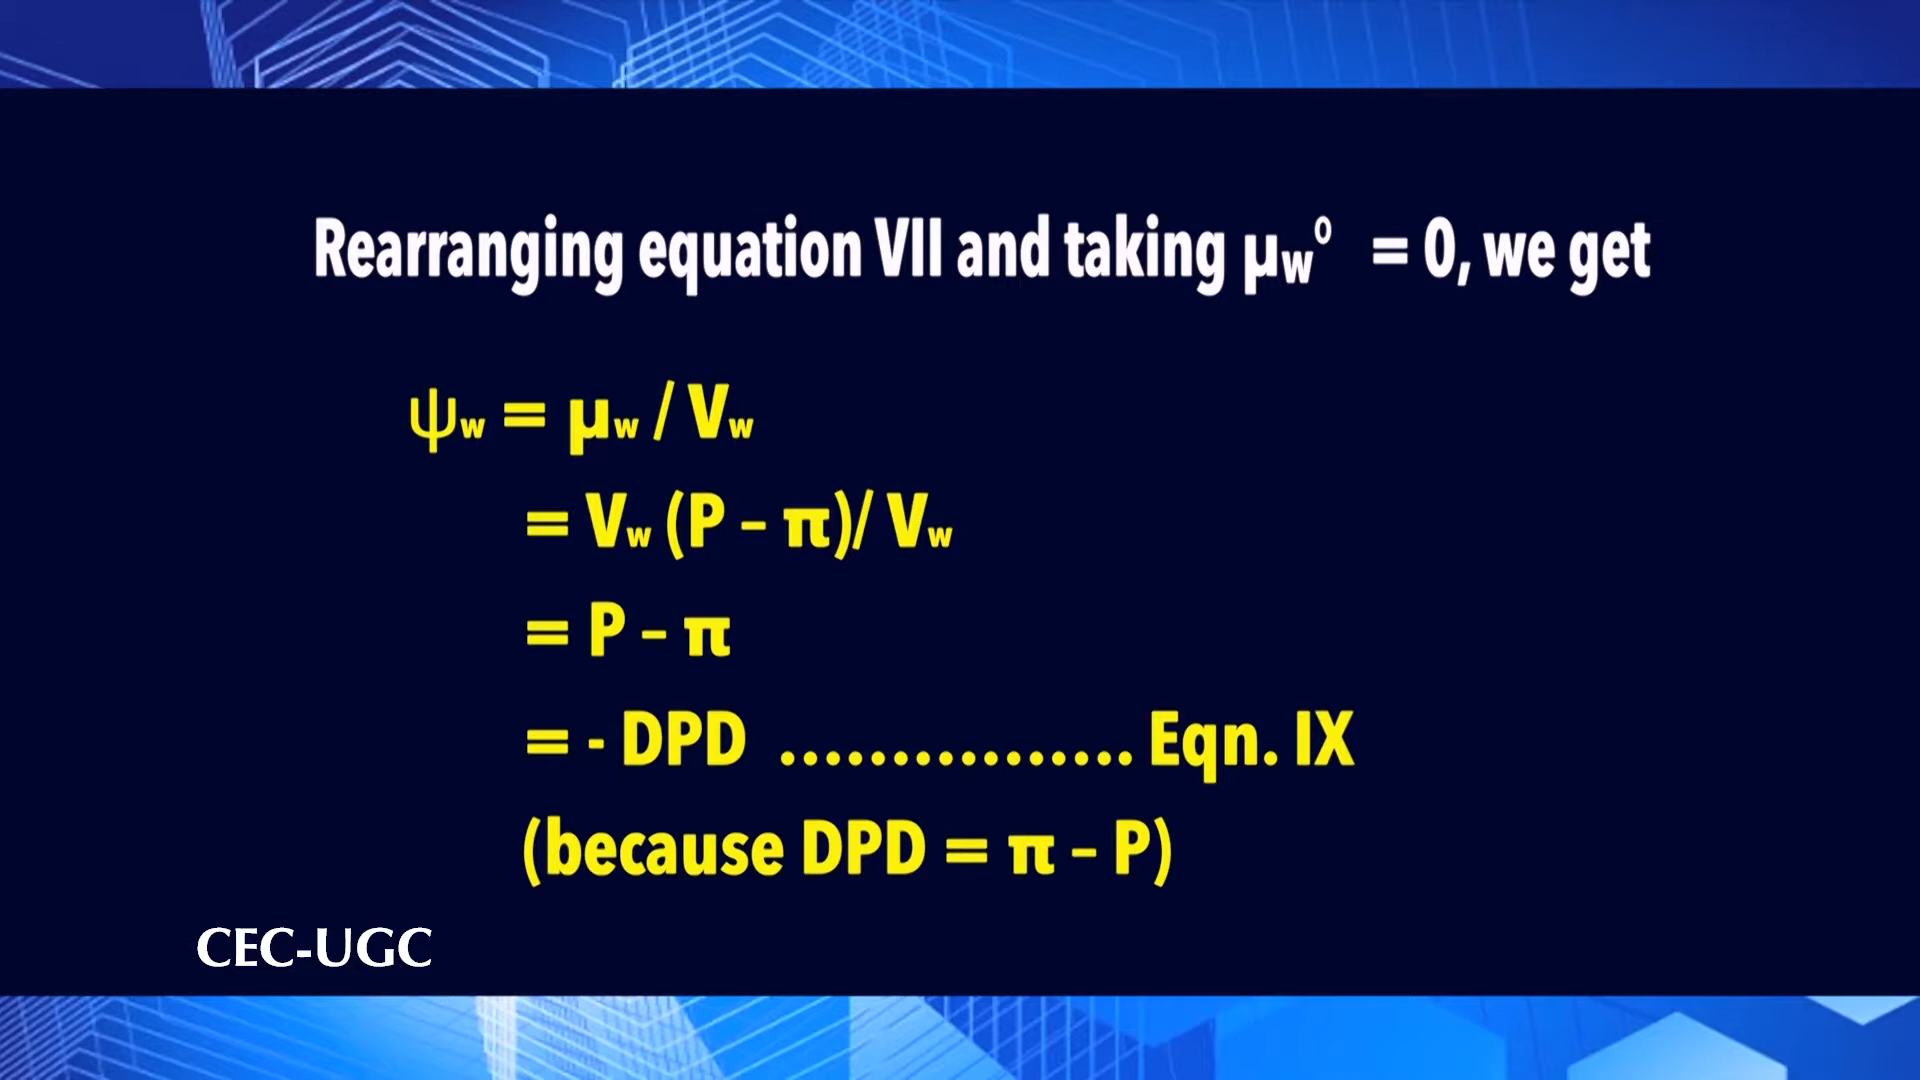 Rearranging equation VII and taking μw° = 0, we get
ψw = μw / Vw
= Vw (P – π)/ Vw
= P – π
= - DPD ................ Eqn. IX
(because DPD = π – P)
CEC-UGC